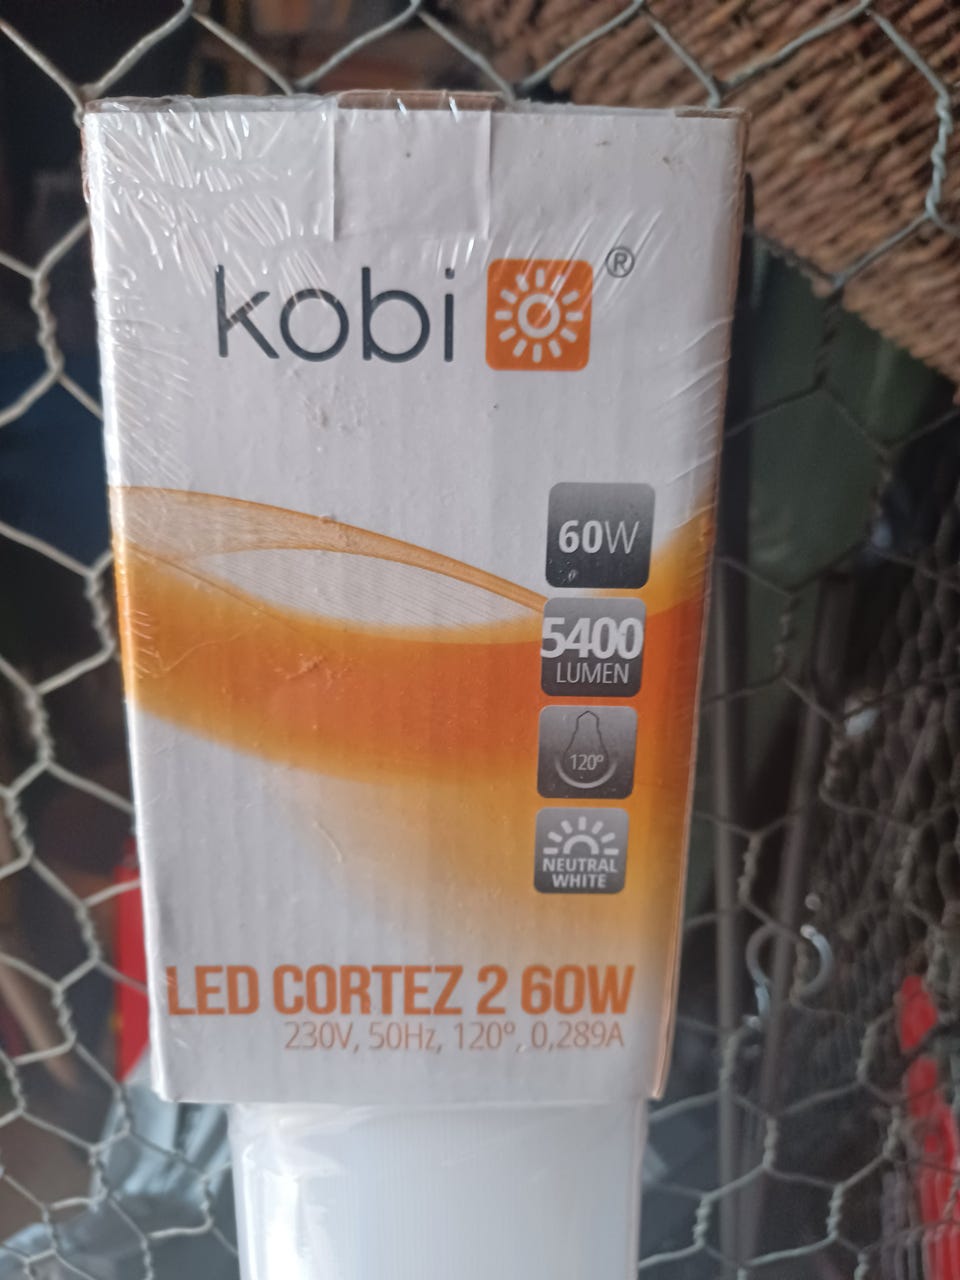 kobi ®
60W
5400
LUMEN
120°
NEUTRAL
WHITE
LED CORTEZ 2 60W
230V, 50Hz, 120°, 0,289A